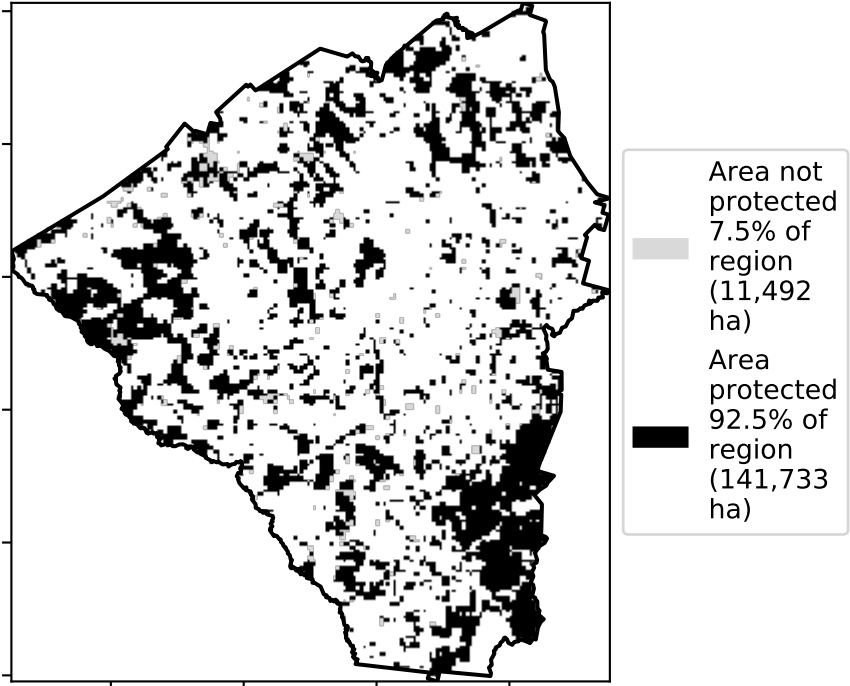 Area not
protected
7.5% of
region
(11,492
ha)
Area
protected
92.5% of
region
(141,733
ha)